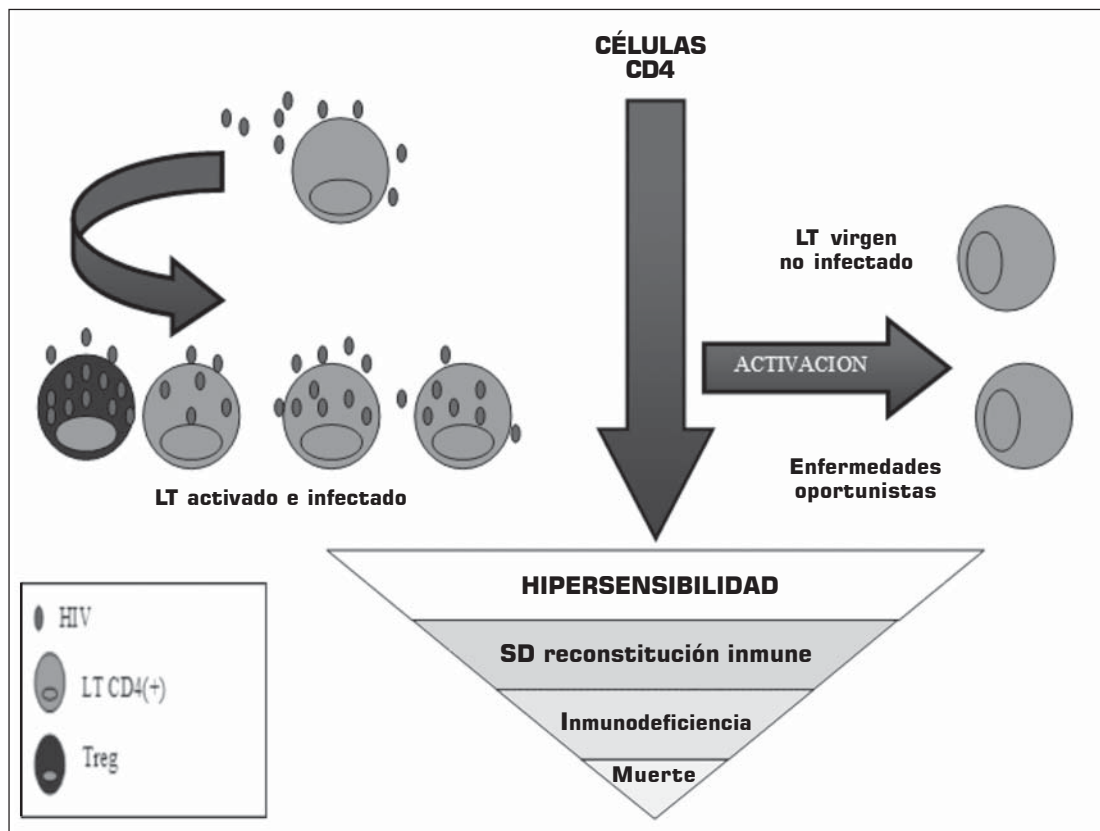 CÉLULAS
CD4
LT virgen
no infectado
ACTIVACION
Enfermedades
oportunistas
LT activado e infectado
HIPERSENSIBILIDAD
SD reconstitución inmune
Inmunodeficiencia
Muerte
HIV
LT CD4(+)
Treg